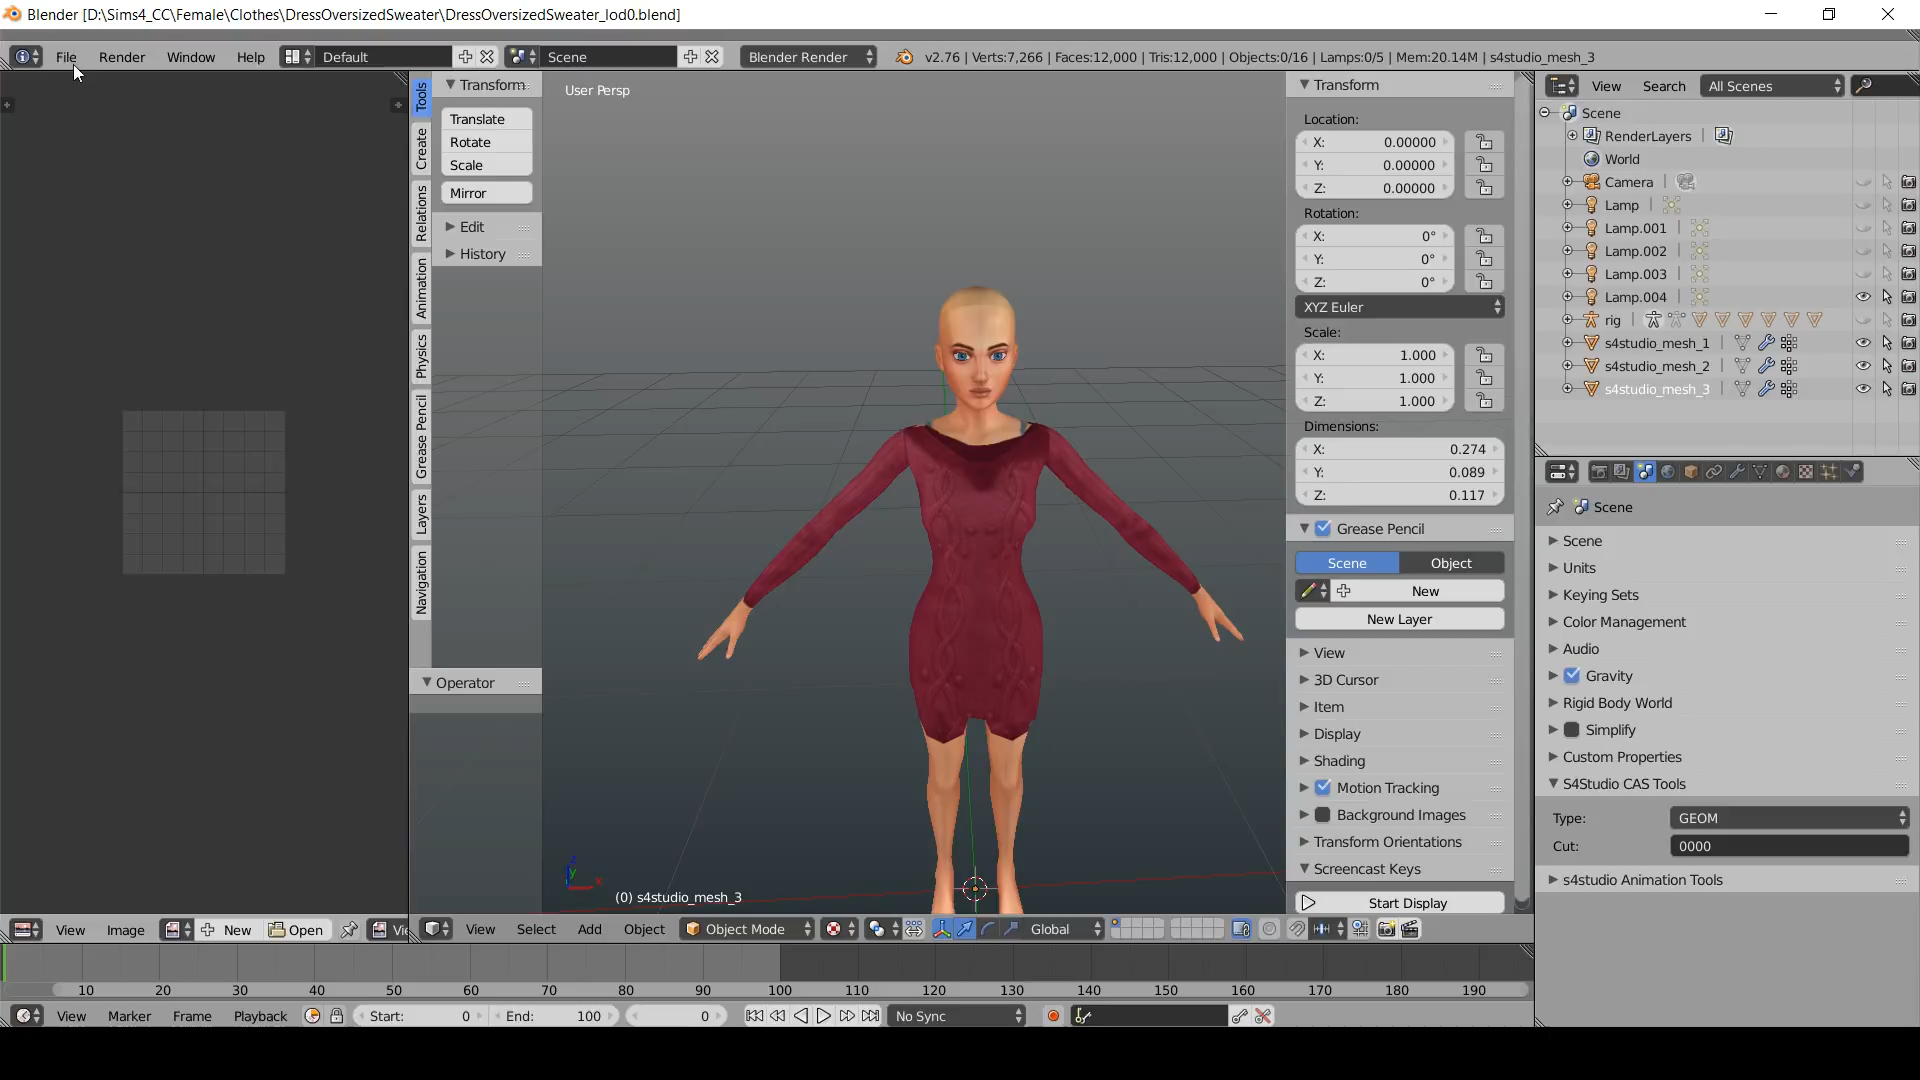 Blender [D:\Sims4_CC\Female\Clothes\DressOversizedSweater\DressOversizedSweater_lod0.blend]
File Render Window Help Default Scene Blender Render v2.76 | Verts:7,266 | Faces:12,000 | Tris:12,000 | Objects:0/16 | Lamps:0/5 | Mem:20.14M | s4studio_mesh_3
Tools
Create
Relations
Animation
Physics
Grease Pencil
Layers
Navigation
Transform
Translate
Rotate
Scale
Mirror
Edit
History
Operator
User Persp
(0) s4studio_mesh_3
Transform
Location:
X: 0.00000
Y: 0.00000
Z: 0.00000
Rotation:
X: 0°
Y: 0°
Z: 0°
XYZ Euler
Scale:
X: 1.000
Y: 1.000
Z: 1.000
Dimensions:
X: 0.274
Y: 0.089
Z: 0.117
Grease Pencil
Scene Object
New
New Layer
View
3D Cursor
Item
Display
Shading
Motion Tracking
Background Images
Transform Orientations
Screencast Keys
Start Display
View Search All Scenes
Scene
RenderLayers
World
Camera
Lamp
Lamp.001
Lamp.002
Lamp.003
Lamp.004
rig
s4studio_mesh_1
s4studio_mesh_2
s4studio_mesh_3
Scene
Scene
Units
Keying Sets
Color Management
Audio
Gravity
Rigid Body World
Simplify
Custom Properties
S4Studio CAS Tools
Type: GEOM
Cut: 0000
s4studio Animation Tools
View Image New Open
View Select Add Object Object Mode Global
10 20 30 40 50 60 70 80 90 100 110 120 130 140 150 160 170 180 190
View Marker Frame Playback Start: 0 End: 100 0 No Sync